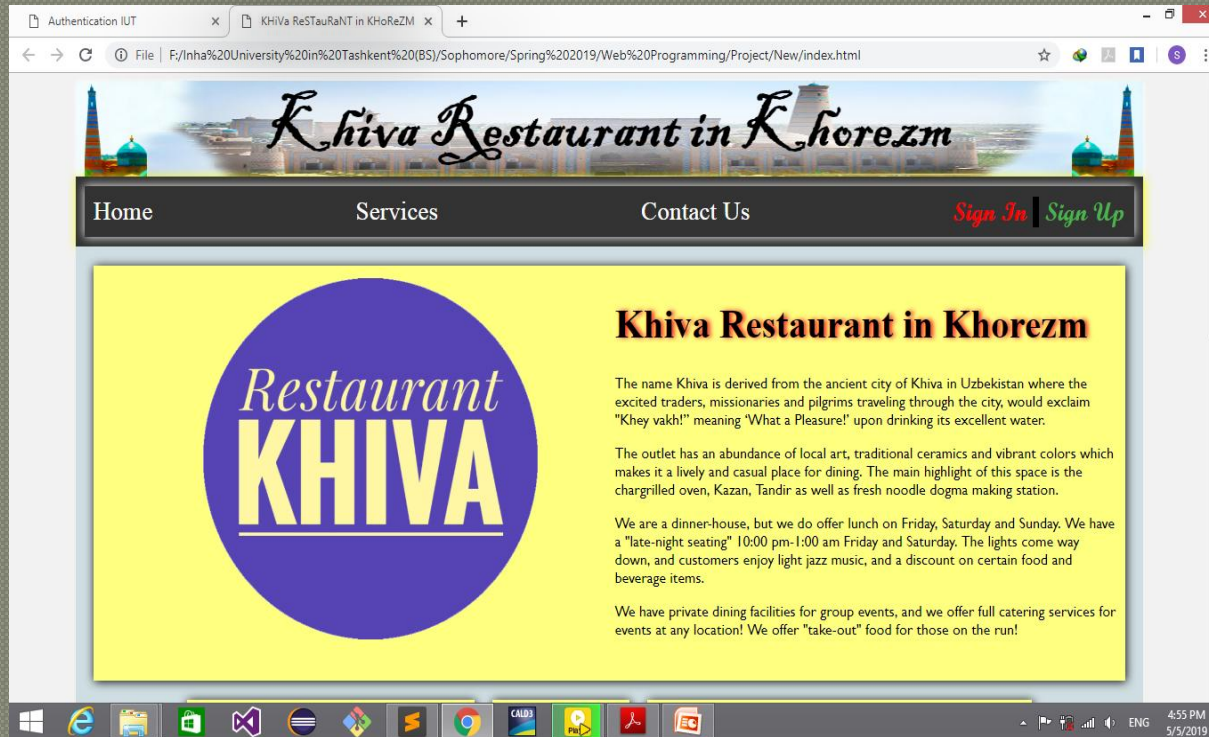 Authentication IUT
KHiVa ReSTauRaNT in KHoReZM
File | F:/Inha%20University%20in%20Tashkent%20(BS)/Sophomore/Spring%202019/Web%20Programming/Project/New/index.html
S
Khiva Restaurant in Khorezm
Home Services Contact Us Sign In | Sign Up
Restaurant
KHIVA
Khiva Restaurant in Khorezm
The name Khiva is derived from the ancient city of Khiva in Uzbekistan where the
excited traders, missionaries and pilgrims traveling through the city, would exclaim
"Khey vakh!” meaning ‘What a Pleasure!’ upon drinking its excellent water.
The outlet has an abundance of local art, traditional ceramics and vibrant colors which
makes it a lively and casual place for dining. The main highlight of this space is the
chargrilled oven, Kazan, Tandir as well as fresh noodle dogma making station.
We are a dinner-house, but we do offer lunch on Friday, Saturday and Sunday. We have
a "late-night seating" 10:00 pm-1:00 am Friday and Saturday. The lights come way
down, and customers enjoy light jazz music, and a discount on certain food and
beverage items.
We have private dining facilities for group events, and we offer full catering services for
events at any location! We offer "take-out" food for those on the run!
CALD3
Play
ENG
4:55 PM
5/5/2019